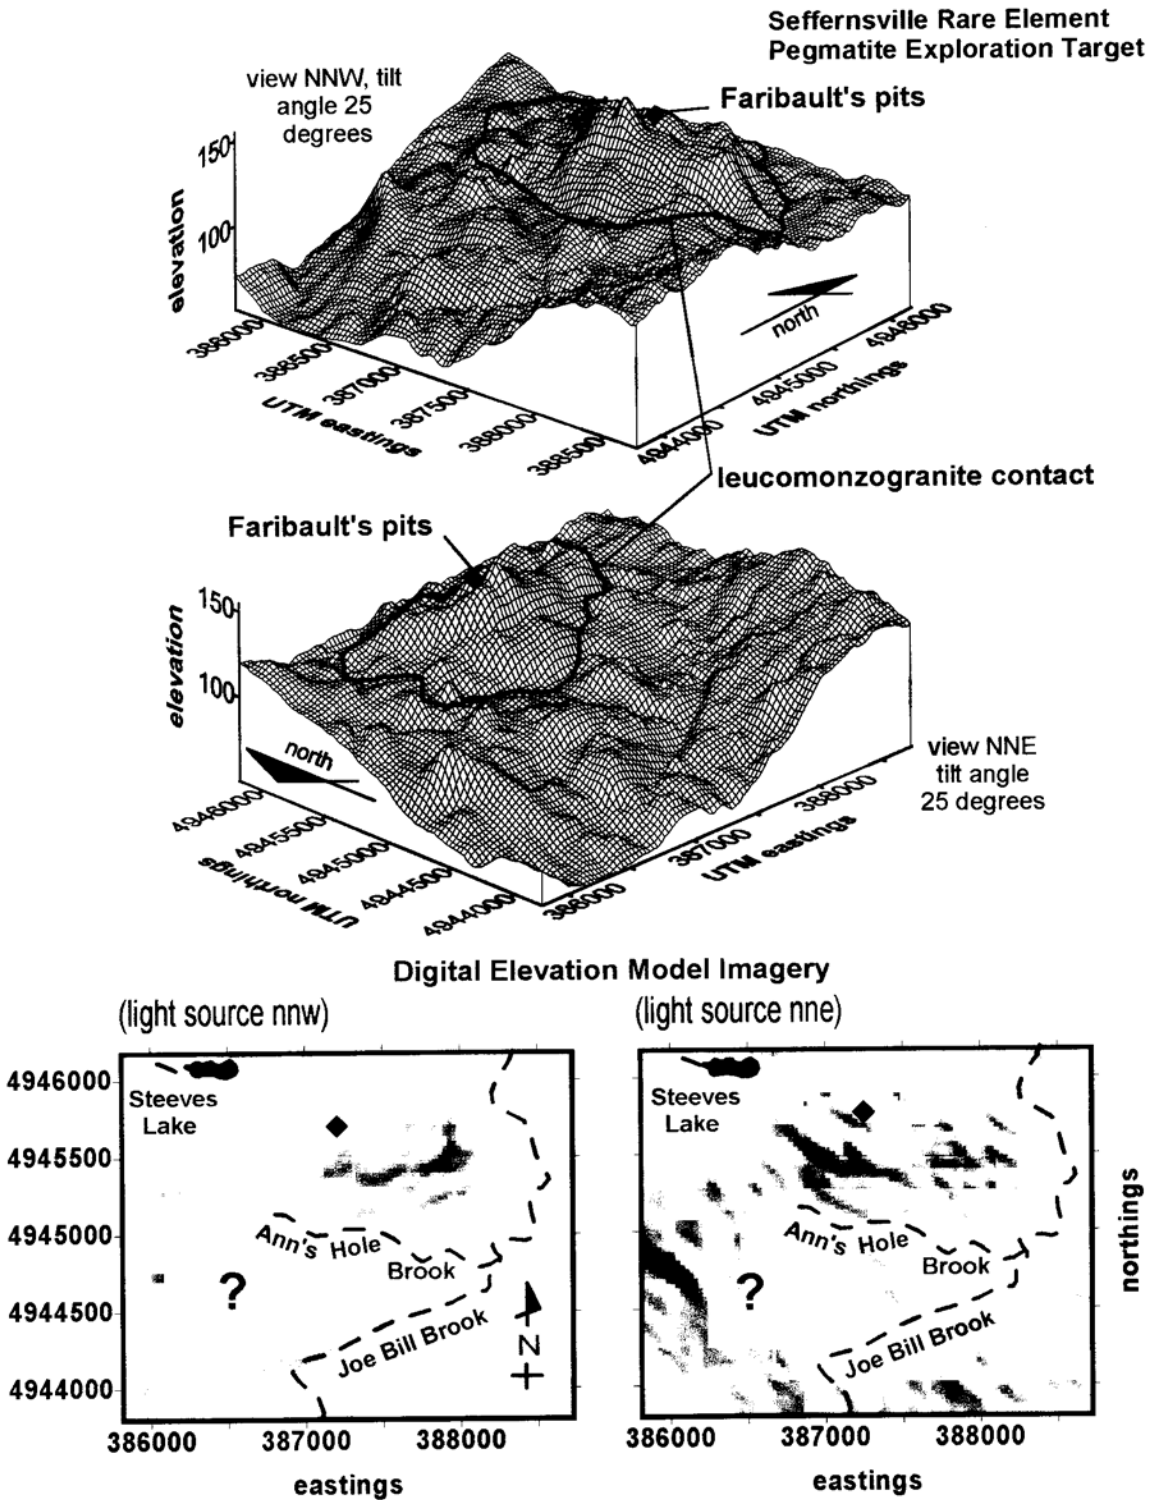 Seffernsville Rare Element
Pegmatite Exploration Target
view NNW, tilt
angle 25
degrees
Faribault's pits
150
100
elevation
north
386000
386500
387000
387500
388000
388500
UTM eastings
4944000
4945000
4946000
UTM northings
leucomonzogranite contact
Faribault's pits
150
100
elevation
north
view NNE
tilt angle
25 degrees
4946000
4945500
4945000
4944500
4944000
UTM northings
386000
387000
388000
UTM eastings
Digital Elevation Model Imagery
(light source nnw)
(light source nne)
4946000
4945500
4945000
4944500
4944000
Steeves
Lake
Ann's Hole
Brook
?
Joe Bill Brook
N
386000
387000
388000
eastings
Steeves
Lake
Ann's Hole
Brook
?
Joe Bill Brook
386000
387000
388000
eastings
northings